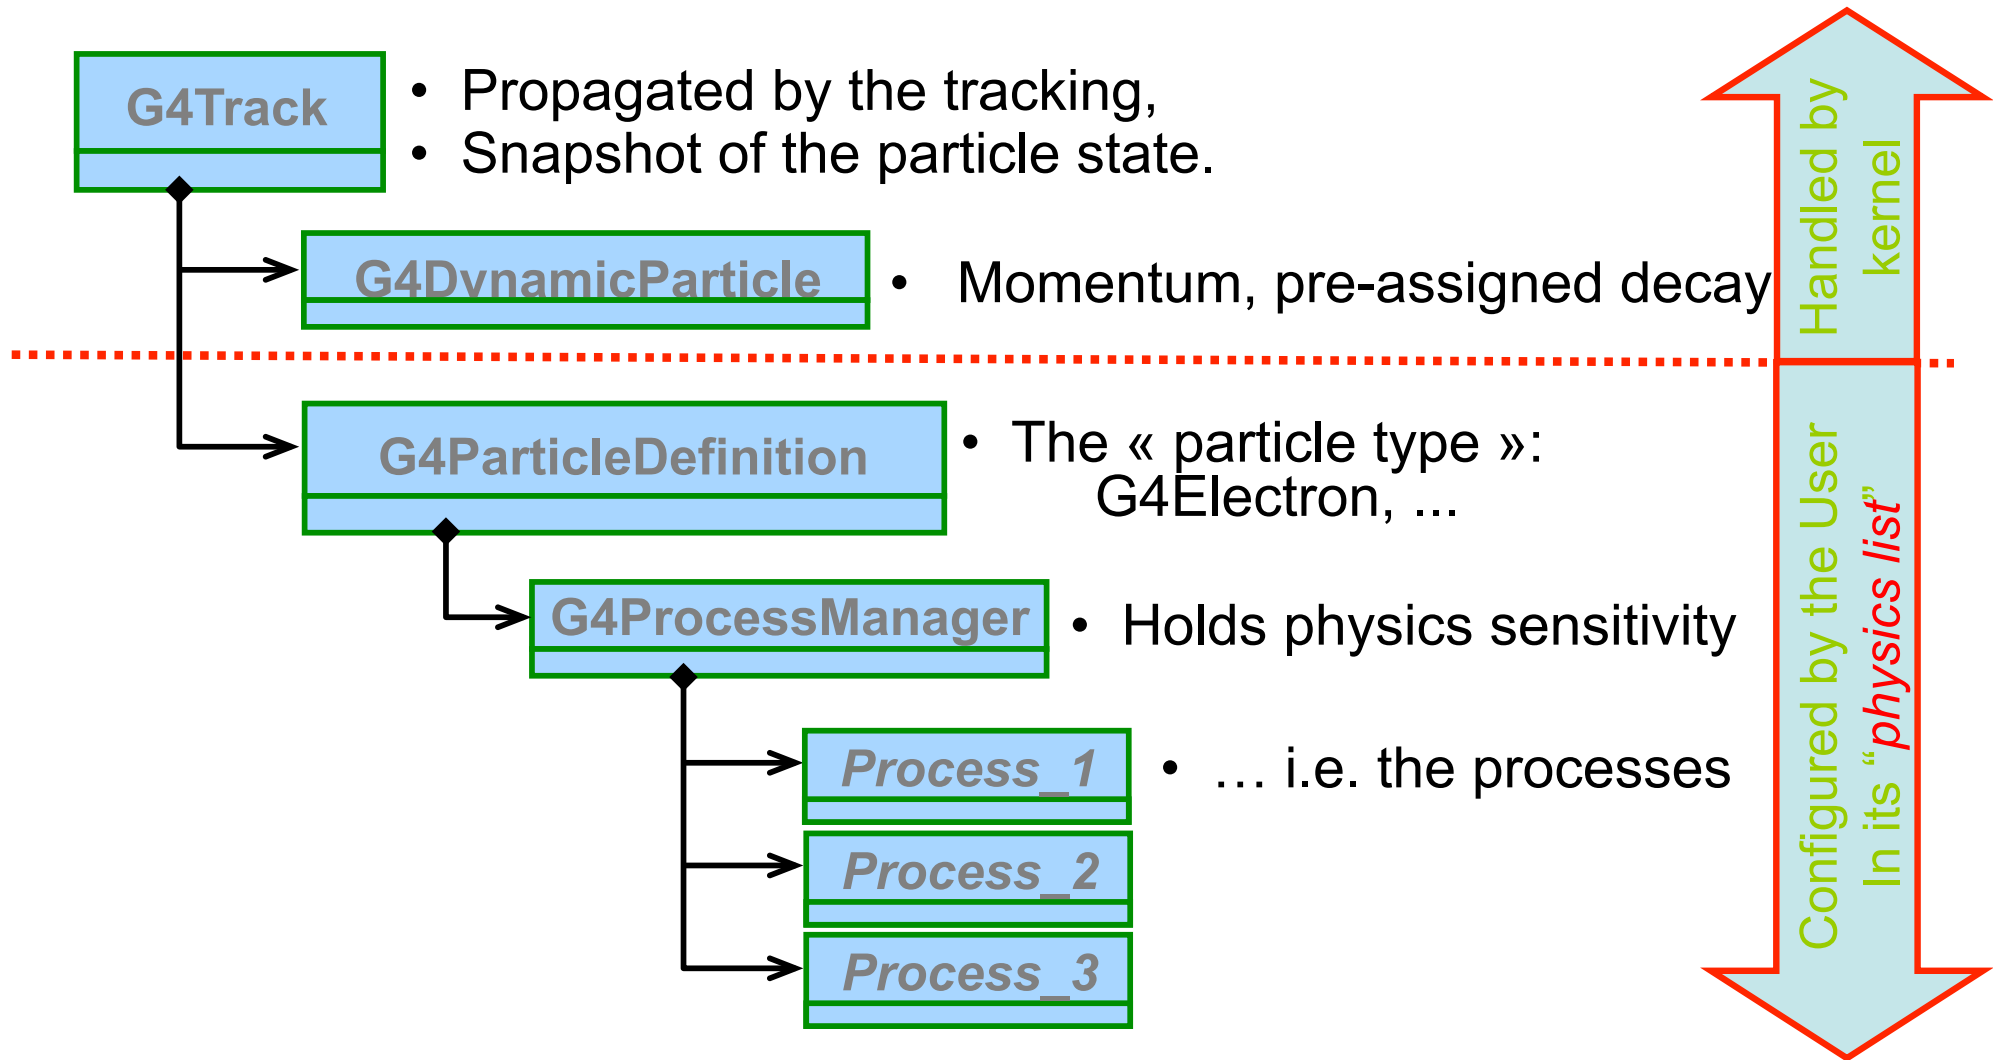 G4Track
• Propagated by the tracking,
• Snapshot of the particle state.
G4DynamicParticle
• Momentum, pre-assigned decay
G4ParticleDefinition
• The « particle type »:
G4Electron, ...
G4ProcessManager
• Holds physics sensitivity
Process_1
• … i.e. the processes
Process_2
Process_3
Handled by
kernel
Configured by the User
In its “physics list”